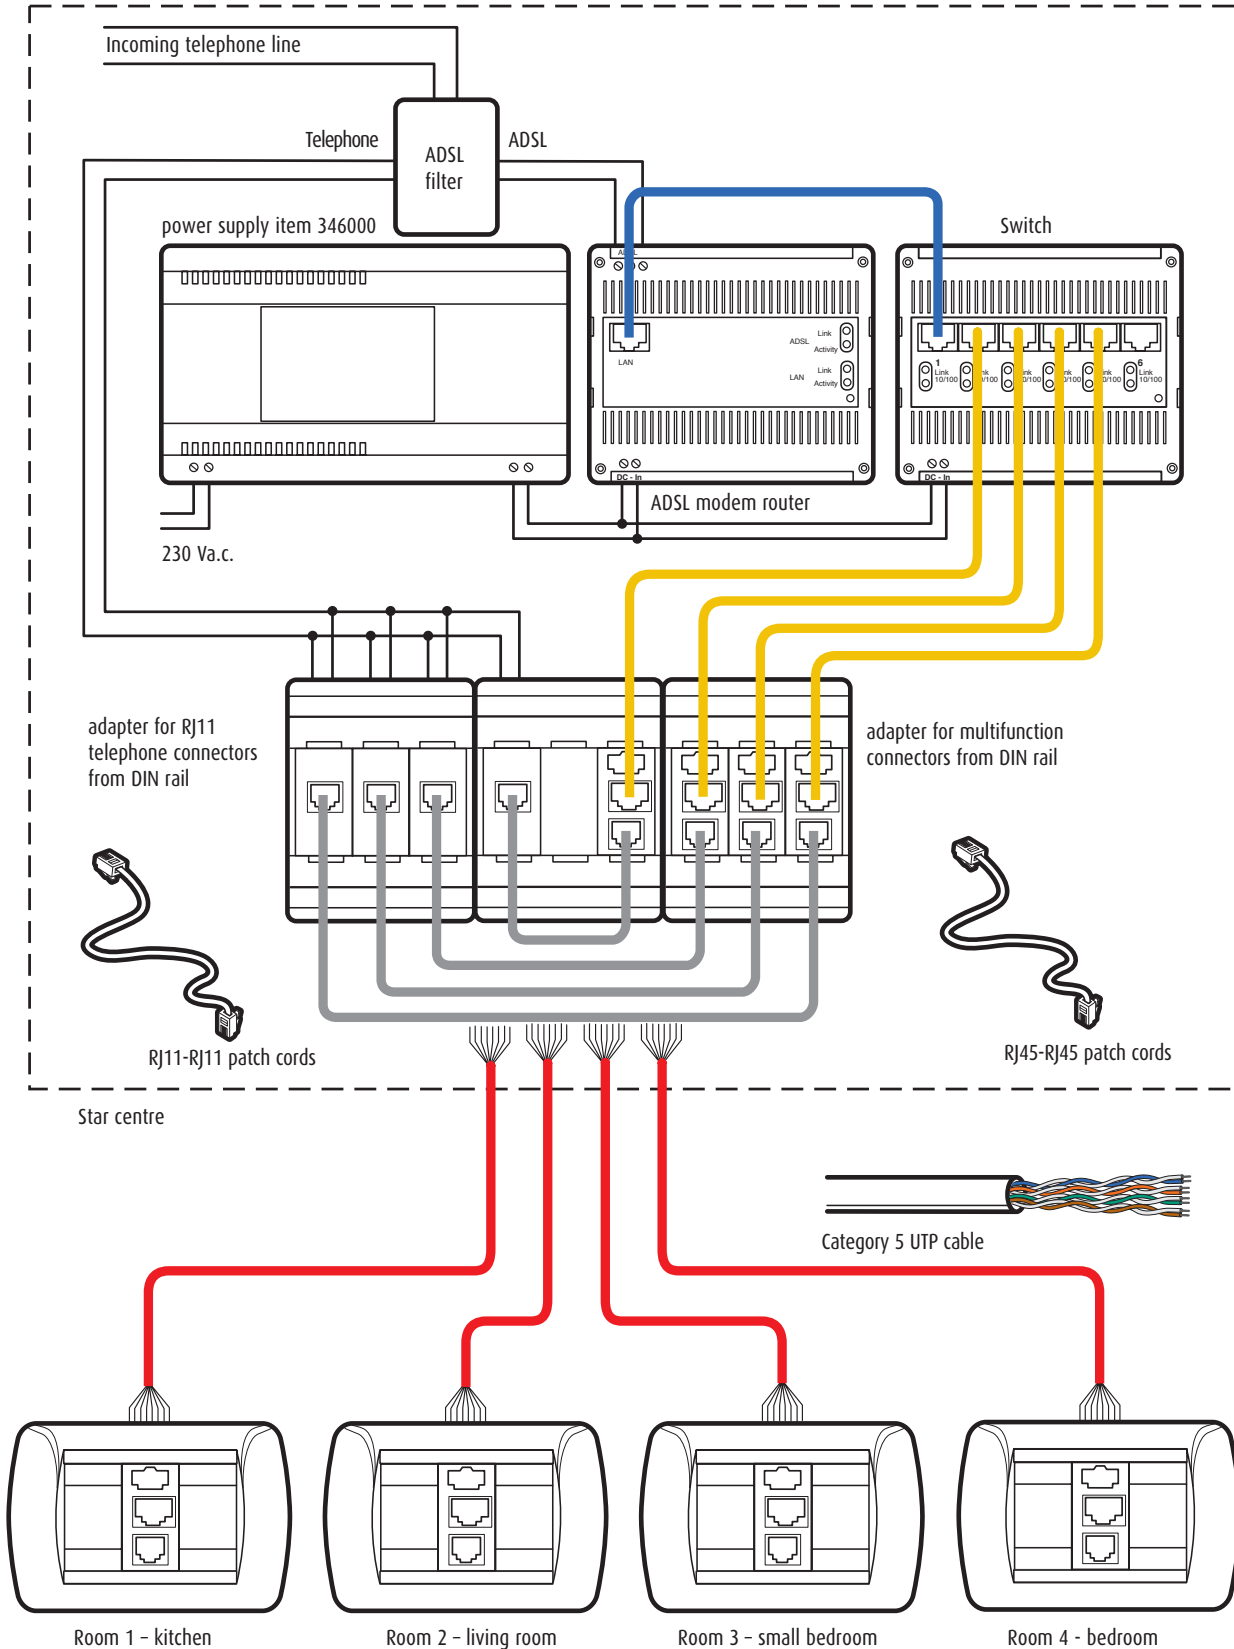 Incoming telephone line
Telephone
ADSL
filter
ADSL
power supply item 346000
Switch
LAN
ADSL
Link
Activity
LAN
Link
Activity
1
Link
10/100
6
Link
10/100
DC - In
DC - In
ADSL modem router
230 Va.c.
adapter for RJ11
telephone connectors
from DIN rail
adapter for multifunction
connectors from DIN rail
RJ11-RJ11 patch cords
RJ45-RJ45 patch cords
Star centre
Category 5 UTP cable
Room 1 – kitchen
Room 2 – living room
Room 3 – small bedroom
Room 4 - bedroom